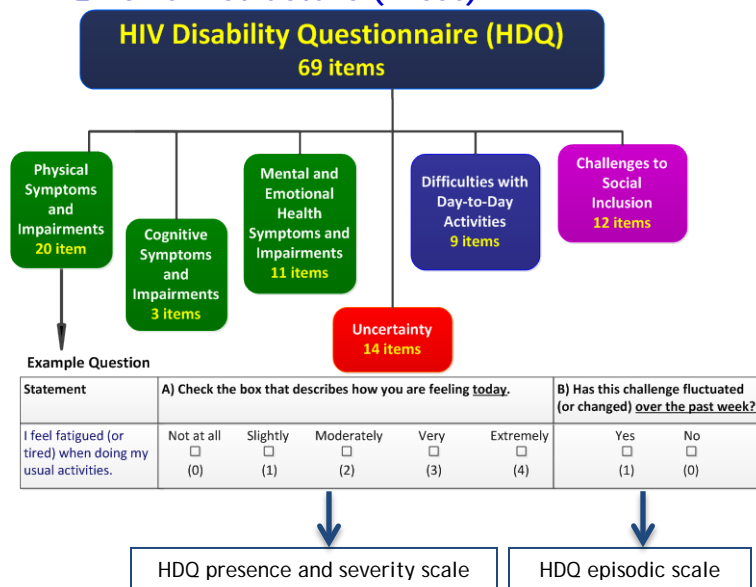 HIV Disability Questionnaire (HDQ)
69 items
Physical
Symptoms
and
Impairments
20 item
Cognitive
Symptoms
and
Impairments
3 items
Mental and
Emotional
Health
Symptoms and
Impairments
11 items
Uncertainty
14 items
Difficulties with
Day-to-Day
Activities
9 items
Challenges to
Social
Inclusion
12 items
Example Question
Statement
A) Check the box that describes how you are feeling today.
B) Has this challenge fluctuated
(or changed) over the past week?
I feel fatigued (or
tired) when doing my
usual activities.
Not at all Slightly Moderately Very Extremely
☐ ☐ ☐ ☐ ☐
(0) (1) (2) (3) (4)
Yes No
☐ ☐
(1) (0)
HDQ presence and severity scale
HDQ episodic scale